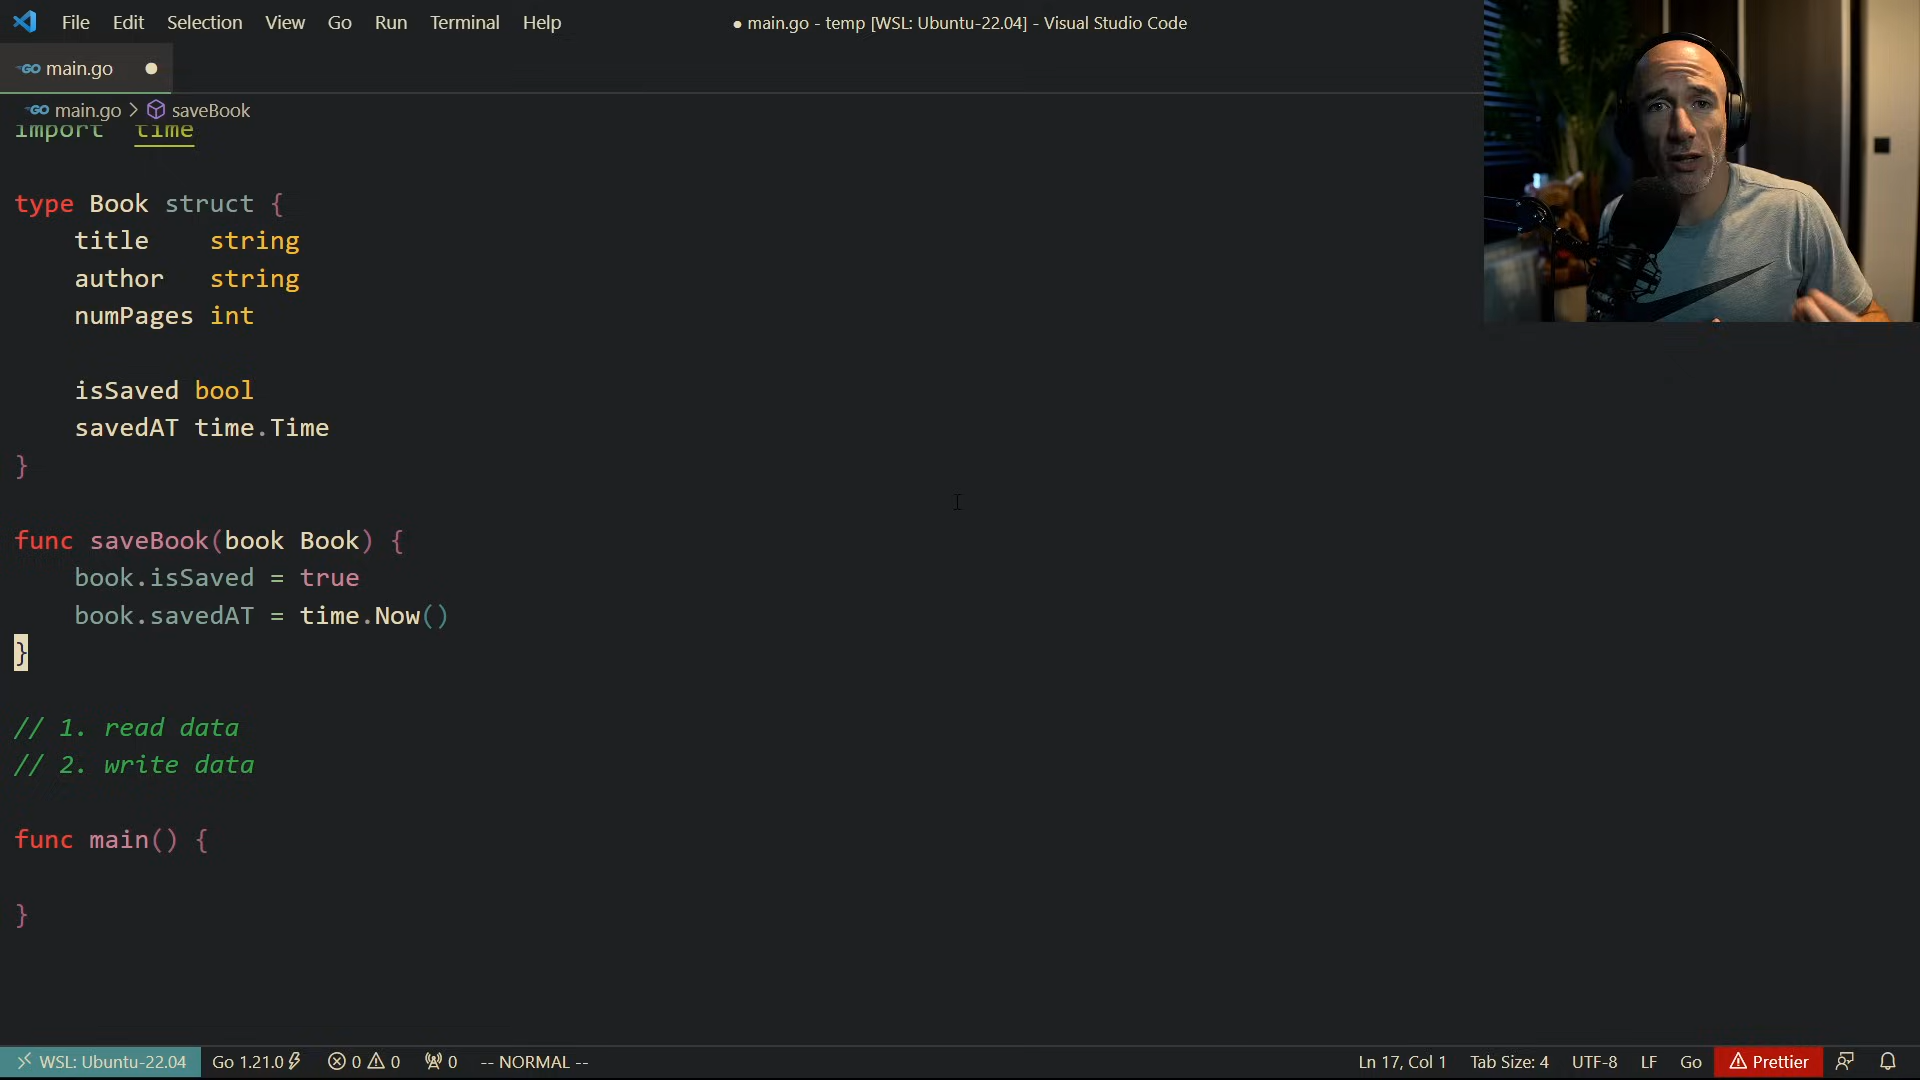 File Edit Selection View Go Run Terminal Help
● main.go - temp [WSL: Ubuntu-22.04] - Visual Studio Code
GO main.go ●
GO main.go > saveBook
import time
type Book struct {
title string
author string
numPages int
isSaved bool
savedAT time.Time
}
func saveBook(book Book) {
book.isSaved = true
book.savedAT = time.Now()
}
// 1. read data
// 2. write data
func main() {
}
WSL: Ubuntu-22.04 Go 1.21.0 0 0 0 -- NORMAL -- Ln 17, Col 1 Tab Size: 4 UTF-8 LF Go Prettier